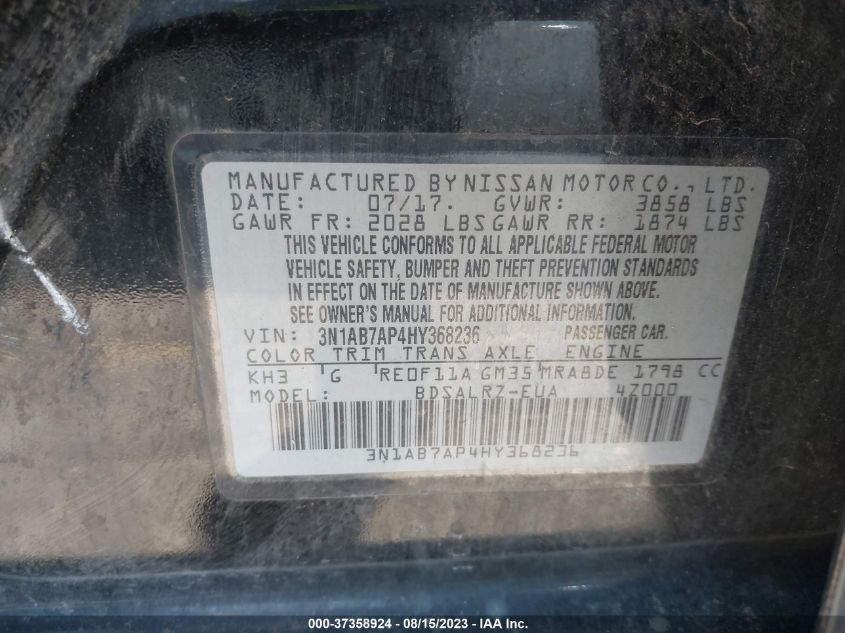 MANUFACTURED BY NISSAN MOTOR CO., LTD.
DATE: 07/17. GVWR: 3858 LBS
GAWR FR: 2028 LBS GAWR RR: 1874 LBS
THIS VEHICLE CONFORMS TO ALL APPLICABLE FEDERAL MOTOR
VEHICLE SAFETY, BUMPER AND THEFT PREVENTION STANDARDS
IN EFFECT ON THE DATE OF MANUFACTURE SHOWN ABOVE.
SEE OWNER'S MANUAL FOR ADDITIONAL INFORMATION
VIN: 3N1AB7AP4HY368236 PASSENGER CAR.
COLOR TRIM TRANS AXLE ENGINE
KH3 G RE0F11A GM35 MRA8DE 1798 CC
MODEL: BDSALRZ-EUA 4Z000
3N1AB7AP4HY368236
000-37358924 - 08/15/2023 - IAA Inc.